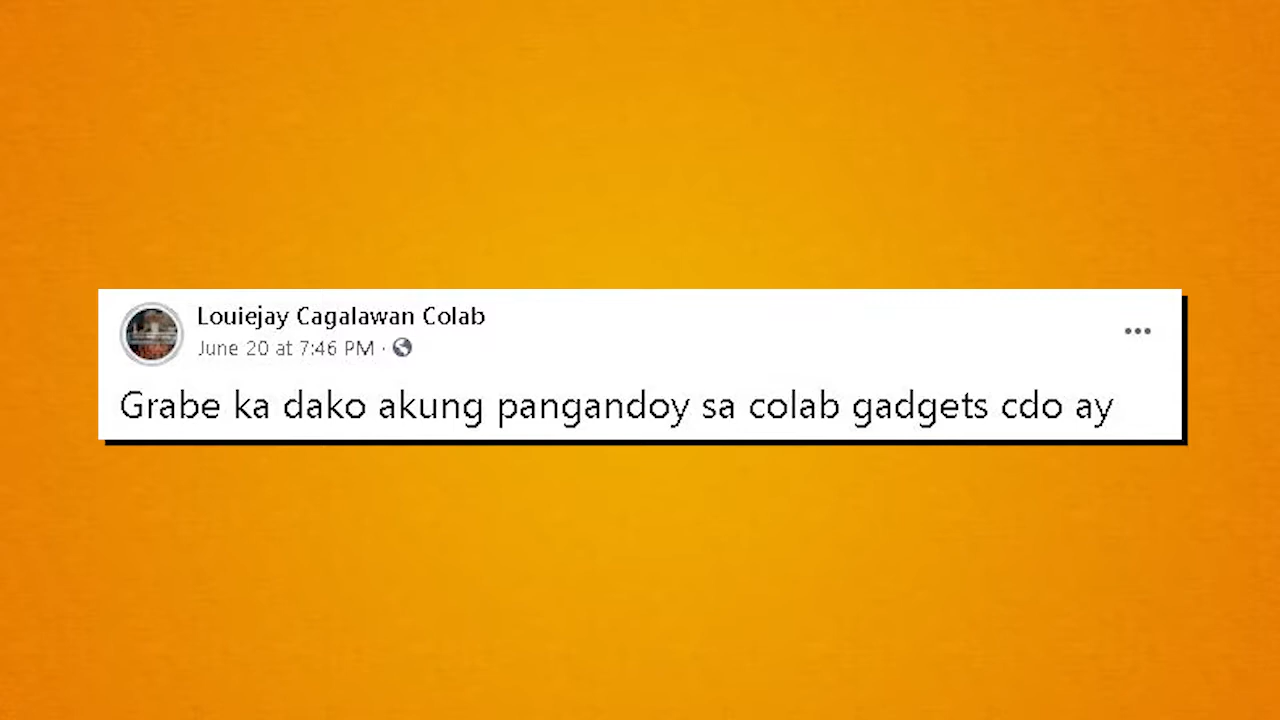 Louiejay Cagalawan Colab
June 20 at 7:46 PM ·
Grabe ka dako akung pangandoy sa colab gadgets cdo ay